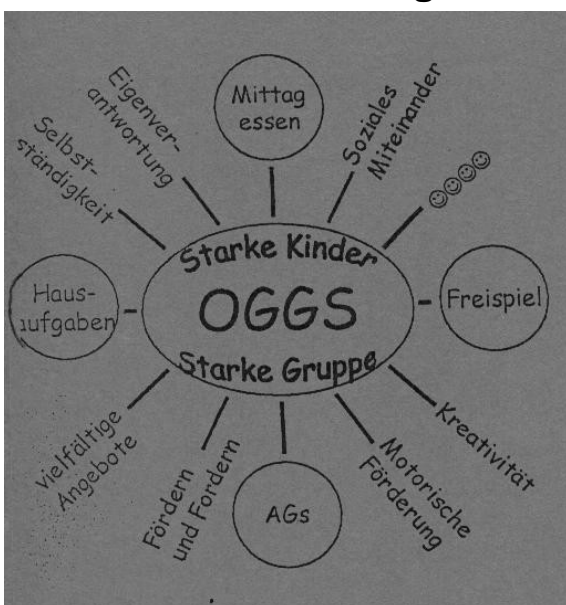 Mittag
essen
Soziales
Miteinander
☺☺☺☺
Freispiel
Kreativität
Motorische
Förderung
AGs
Fördern
und Fordern
vielfältige
Angebote
Haus-
aufgaben
Selbst-
ständigkeit
Eigenver-
antwortung
Starke Kinder
OGGS
Starke Gruppe